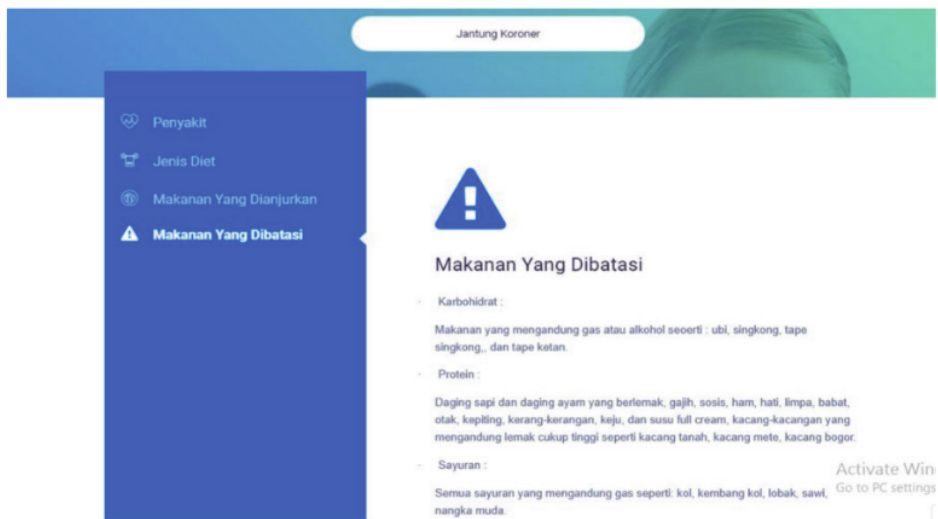 Jantung Koroner
Penyakit
Jenis Diet
Makanan Yang Dianjurkan
Makanan Yang Dibatasi
Makanan Yang Dibatasi
- Karbohidrat :
Makanan yang mengandung gas atau alkohol seoerti : ubi, singkong, tape
singkong,, dan tape ketan.
- Protein :
Daging sapi dan daging ayam yang berlemak, gajih, sosis, ham, hati, limpa, babat,
otak, kepiting, kerang-kerangan, keju, dan susu full cream, kacang-kacangan yang
mengandung lemak cukup tinggi seperti kacang tanah, kacang mete, kacang bogor.
- Sayuran :
Semua sayuran yang mengandung gas seperti: kol, kembang kol, lobak, sawi,
nangka muda.
Activate Win
Go to PC settings